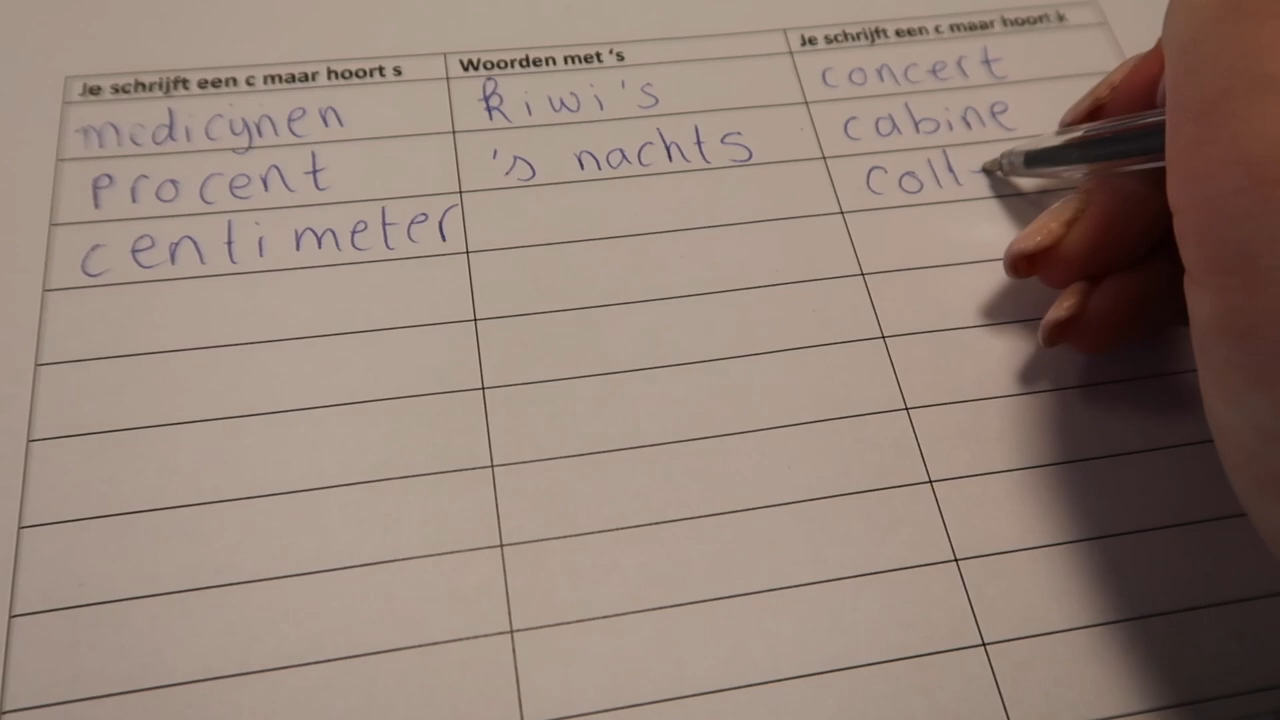 Je schrijft een c maar hoort s
Woorden met 's
Je schrijft een c maar hoort k
medicijnen
kiwi's
concert
procent
's nachts
cabine
centimeter
coll